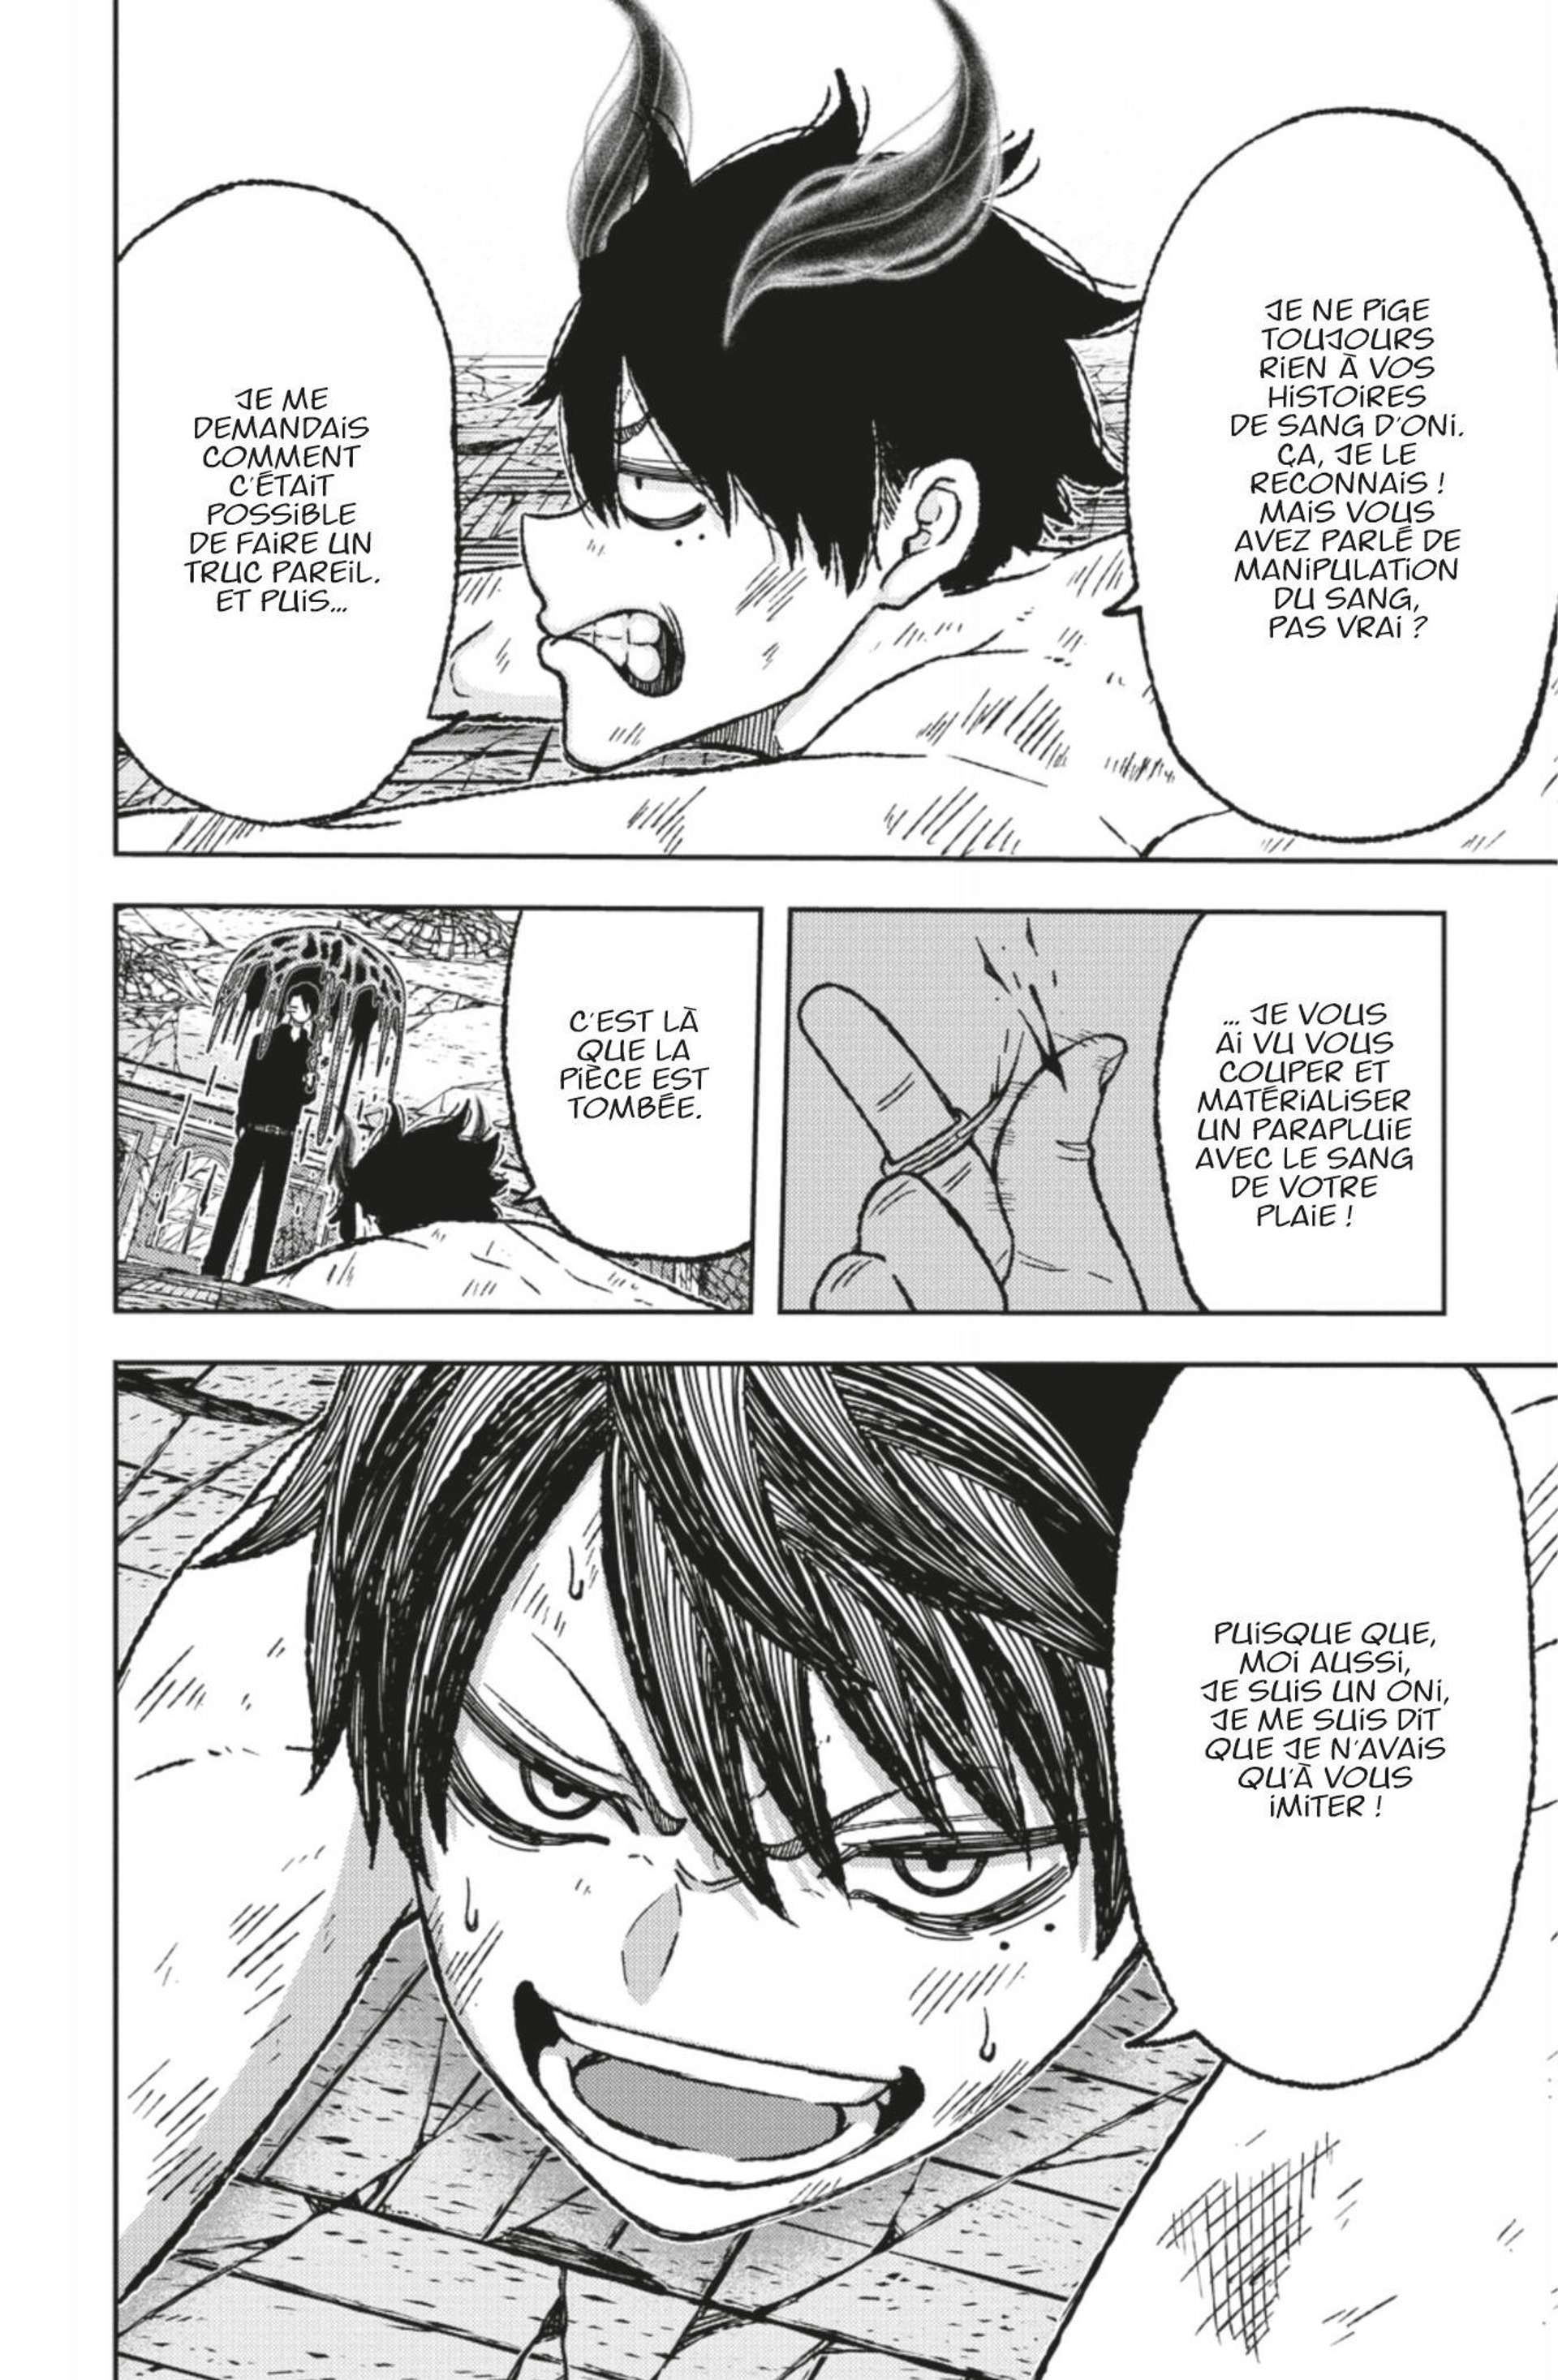 JE NE PIGE
TOUJOURS
RIEN À VOS
HISTOIRES
DE SANG D'ONI.
ÇA, JE LE
RECONNAIS !
MAIS VOUS
AVEZ PARLÉ DE
MANIPULATION
DU SANG,
PAS VRAI ?
JE ME
DEMANDAIS
COMMENT
C'ÉTAIT
POSSIBLE
DE FAIRE UN
TRUC PAREIL.
ET PUIS...
... JE VOUS
AI VU VOUS
COUPER ET
MATÉRIALISER
UN PARAPLUIE
AVEC LE SANG
DE VOTRE
PLAIE !
C'EST LÀ
QUE LA
PIÈCE EST
TOMBÉE.
PUISQUE QUE,
MOI AUSSI,
JE SUIS UN ONI,
JE ME SUIS DIT
QUE JE N'AVAIS
QU'À VOUS
IMITER !